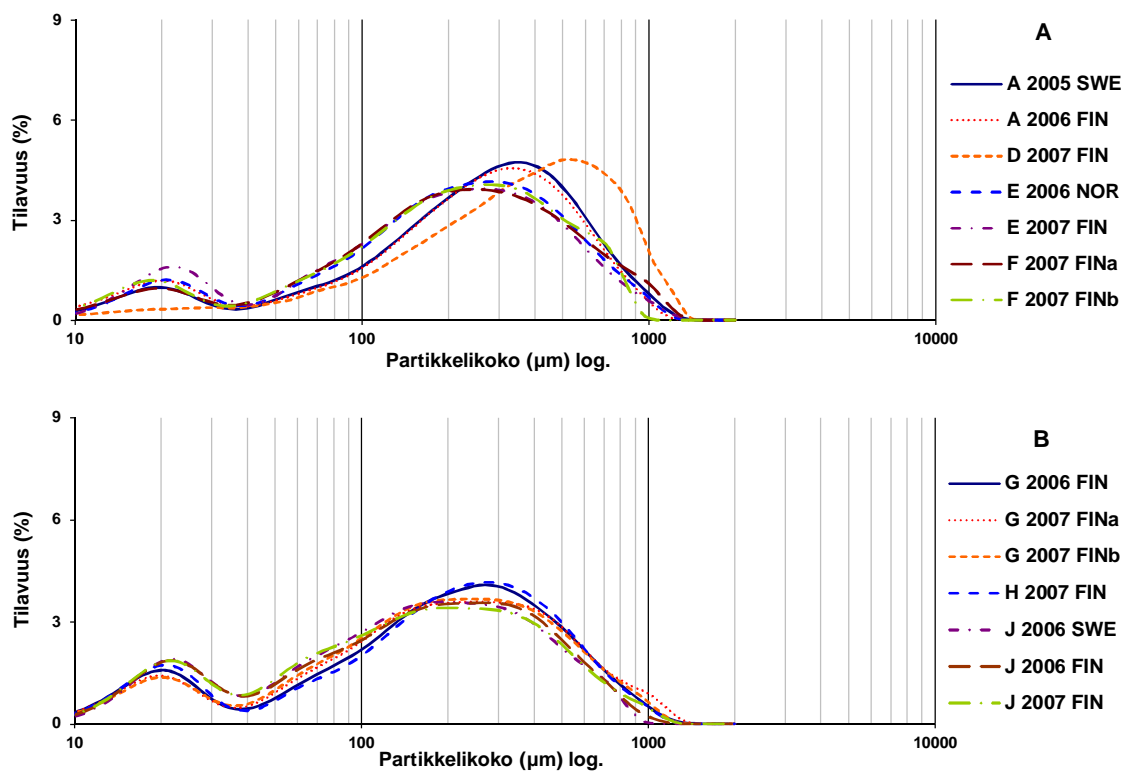 A
9
6
3
0
Tilavuus (%)
10
100
1000
10000
Partikkelikoko (µm) log.
A 2005 SWE
A 2006 FIN
D 2007 FIN
E 2006 NOR
E 2007 FIN
F 2007 FINa
F 2007 FINb
B
9
6
3
0
Tilavuus (%)
10
100
1000
10000
Partikkelikoko (µm) log.
G 2006 FIN
G 2007 FINa
G 2007 FINb
H 2007 FIN
J 2006 SWE
J 2006 FIN
J 2007 FIN